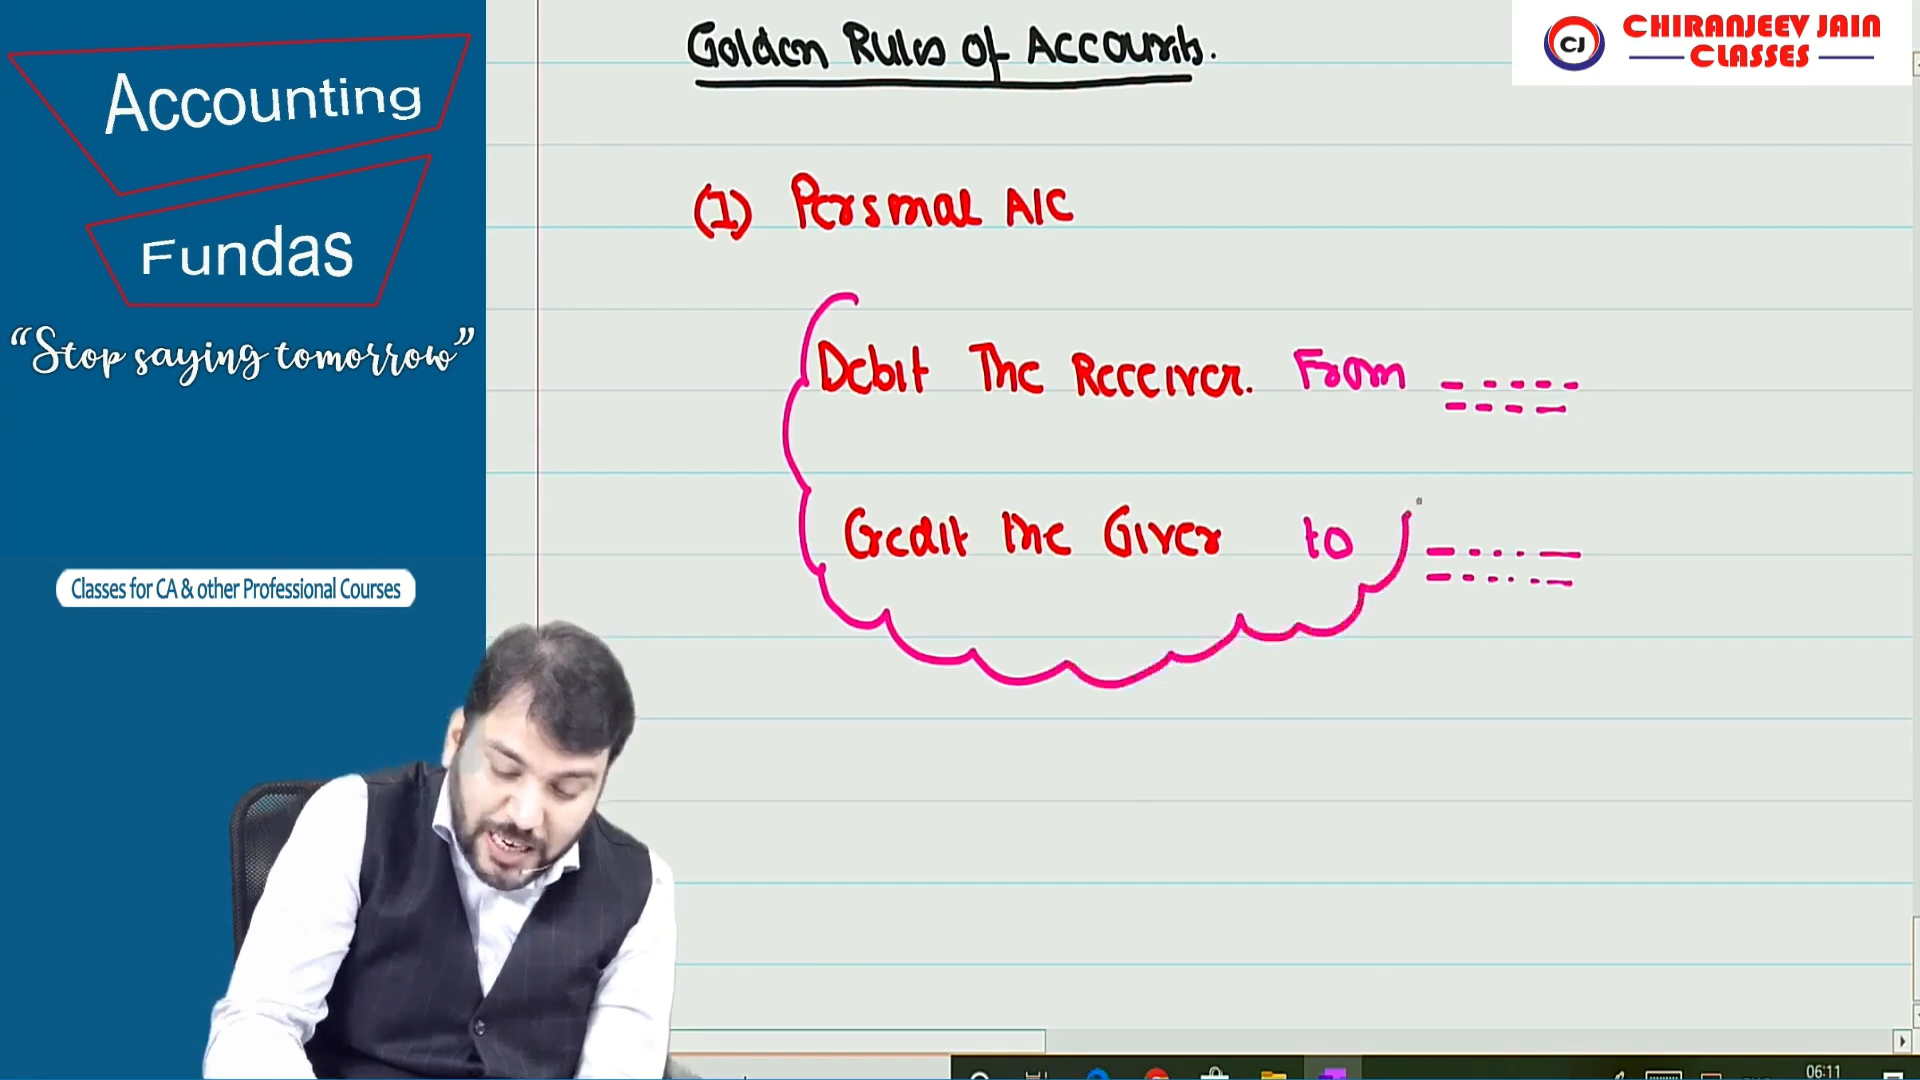 Golden Rules of Accounts.
CHIRANJEEV JAIN
CJ
CLASSES
Accounting
Fundas
"Stop saying tomorrow"
Classes for CA & other Professional Courses
(1) Personal A/C
Debit The Receiver. From
Credit the Giver to
06:11